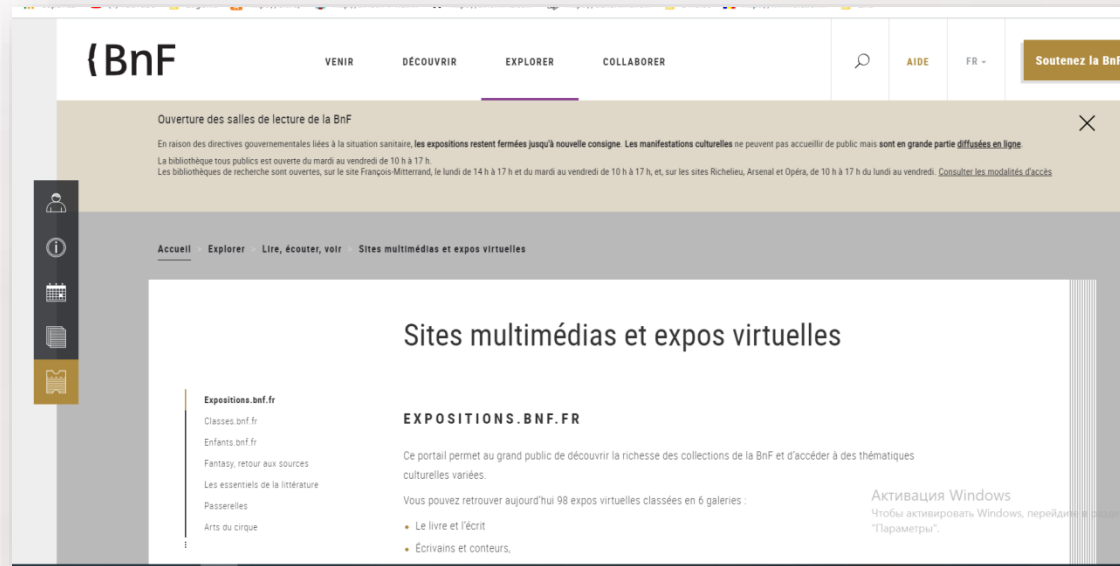 {BnF
VENIR DÉCOUVRIR EXPLORER COLLABORER AIDE FR Soutenez la BnF
Ouverture des salles de lecture de la BnF
En raison des directives gouvernementales liées à la situation sanitaire, les expositions restent fermées jusqu'à nouvelle consigne. Les manifestations culturelles ne peuvent pas accueillir de public mais sont en grande partie diffusées en ligne.
La bibliothèque tous publics est ouverte du mardi au vendredi de 10 h à 17 h.
Les bibliothèques de recherche sont ouvertes, sur le site François-Mitterrand, le lundi de 14 h à 17 h et du mardi au vendredi de 10 h à 17 h, et, sur les sites Richelieu, Arsenal et Opéra, de 10 h à 17 h du lundi au vendredi. Consulter les modalités d'accès
Accueil Explorer Lire, écouter, voir Sites multimédias et expos virtuelles
Sites multimédias et expos virtuelles
Expositions.bnf.fr
Classes.bnf.fr
Enfants.bnf.fr
Fantasy, retour aux sources
Les essentiels de la littérature
Passerelles
Arts du cirque
EXPOSITIONS.BNF.FR
Ce portail permet au grand public de découvrir la richesse des collections de la BnF et d'accéder à des thématiques
culturelles variées.
Vous pouvez retrouver aujourd'hui 98 expos virtuelles classées en 6 galeries :
• Le livre et l'écrit
• Écrivains et conteurs,
Активация Windows
Чтобы активировать Windows, перейдите в
"Параметры".